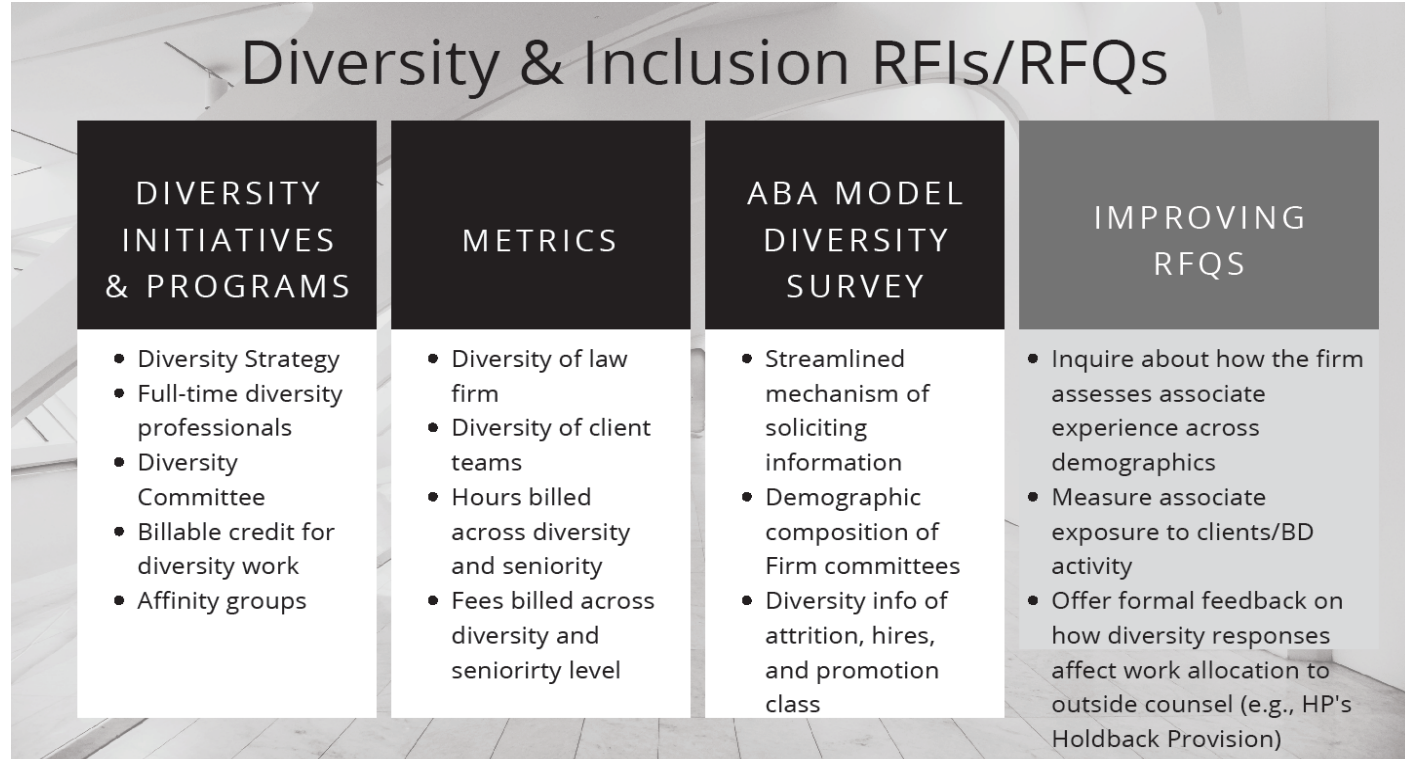 Diversity & Inclusion RFIs/RFQs
DIVERSITY
INITIATIVES
& PROGRAMS
• Diversity Strategy
• Full-time diversity
professionals
• Diversity
Committee
• Billable credit for
diversity work
• Affinity groups
METRICS
• Diversity of law
firm
• Diversity of client
teams
• Hours billed
across diversity
and seniority
• Fees billed across
diversity and
seniorirty level
ABA MODEL
DIVERSITY
SURVEY
• Streamlined
mechanism of
soliciting
information
• Demographic
composition of
Firm committees
• Diversity info of
attrition, hires,
and promotion
class
IMPROVING
RFQS
• Inquire about how the firm
assesses associate
experience across
demographics
• Measure associate
exposure to clients/BD
activity
• Offer formal feedback on
how diversity responses
affect work allocation to
outside counsel (e.g., HP's
Holdback Provision)